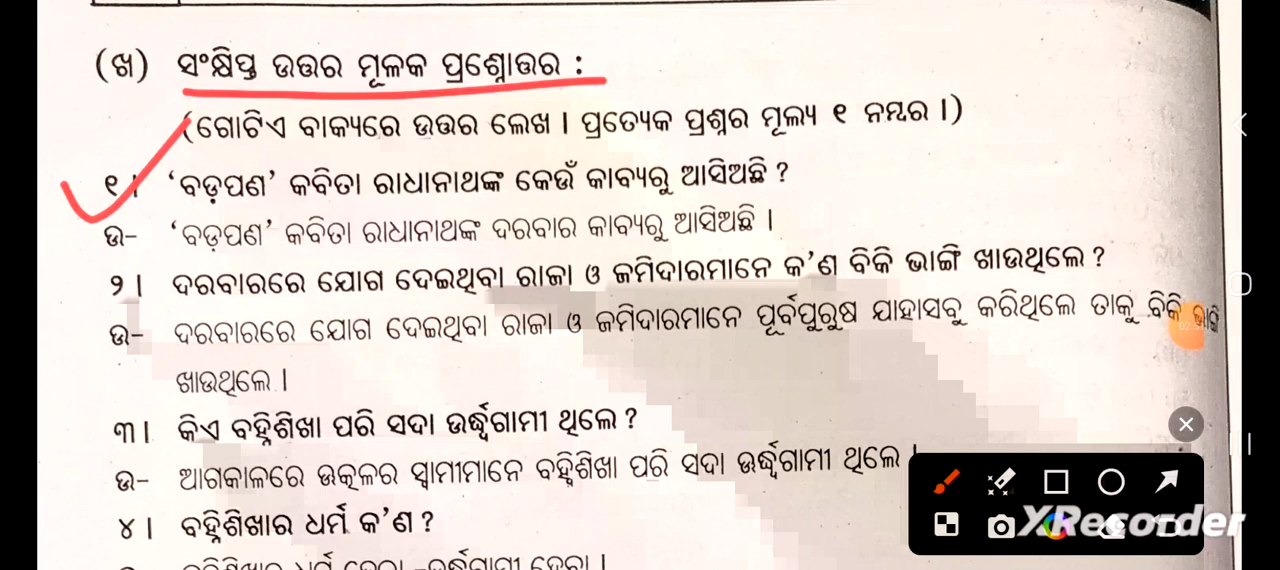 (ଖ) ସଂକ୍ଷିପ୍ତ ଉତ୍ତର ମୂଳକ ପ୍ରଶ୍ନୋତ୍ତର :
(ଗୋଟିଏ ବାକ୍ୟରେ ଉତ୍ତର ଲେଖ । ପ୍ରତ୍ୟେକ ପ୍ରଶ୍ନର ମୂଲ୍ୟ ୧ ନମ୍ବର ।)
୧। ‘ବଡ଼ପଣ’ କବିତା ରାଧାନାଥଙ୍କ କେଉଁ କାବ୍ୟରୁ ଆସିଅଛି ?
ଉ- ‘ବଡ଼ପଣ’ କବିତା ରାଧାନାଥଙ୍କ ଦରବାର କାବ୍ୟରୁ ଆସିଅଛି ।
୨। ଦରବାରରେ ଯୋଗ ଦେଇଥିବା ରାଜା ଓ ଜମିଦାରମାନେ କ’ଣ ବିକି ଭାଙ୍ଗି ଖାଉଥିଲେ ?
ଉ- ଦରବାରରେ ଯୋଗ ଦେଇଥିବା ରାଜା ଓ ଜମିଦାରମାନେ ପୂର୍ବପୁରୁଷ ଯାହାସବୁ କରିଥିଲେ ତାକୁ ବିକି ଭାଙ୍ଗି
ଖାଉଥିଲେ ।
୩। କିଏ ବହ୍ନିଶିଖା ପରି ସଦା ଉର୍ଦ୍ଧ୍ୱଗାମୀ ଥିଲେ ?
ଉ- ଆଗକାଳରେ ଉତ୍କଳର ସ୍ୱାମୀମାନେ ବହ୍ନିଶିଖା ପରି ସଦା ଊର୍ଦ୍ଧ୍ୱଗାମୀ ଥିଲେ ।
୪। ବହ୍ନିଶିଖାର ଧର୍ମ କ’ଣ ?
XRecorder